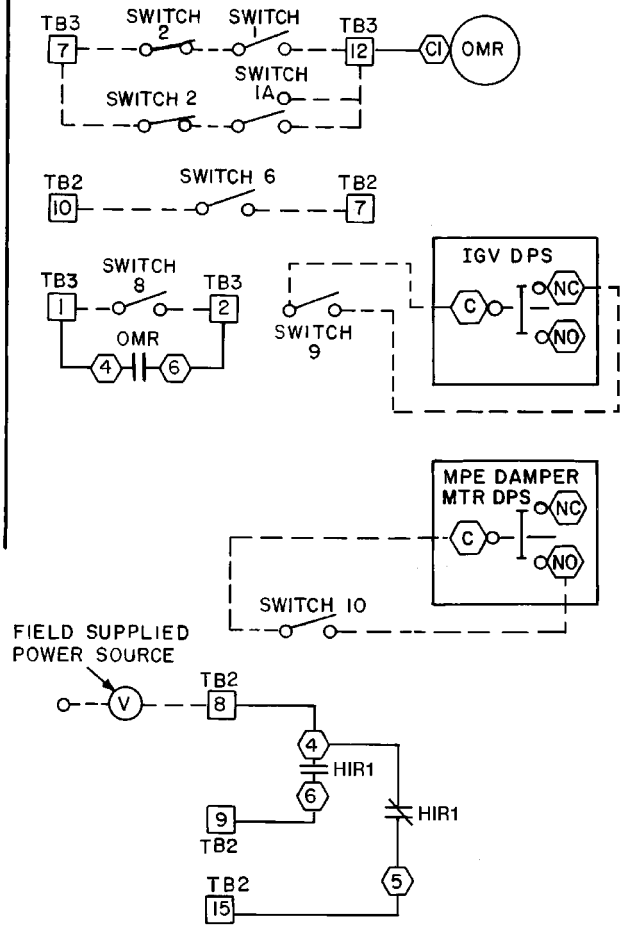 TB3
7
SWITCH
2
SWITCH
1
TB3
12
C1
OMR
SWITCH
1A
SWITCH 2
TB2
10
SWITCH 6
TB2
7
TB3
1
SWITCH
8
TB3
2
OMR
4
6
SWITCH
9
IGV DPS
C
NC
NO
MPE DAMPER
MTR DPS
C
NC
NO
SWITCH 10
FIELD SUPPLIED
POWER SOURCE
V
TB2
8
4
HIR1
6
HIR1
9
TB2
5
TB2
15